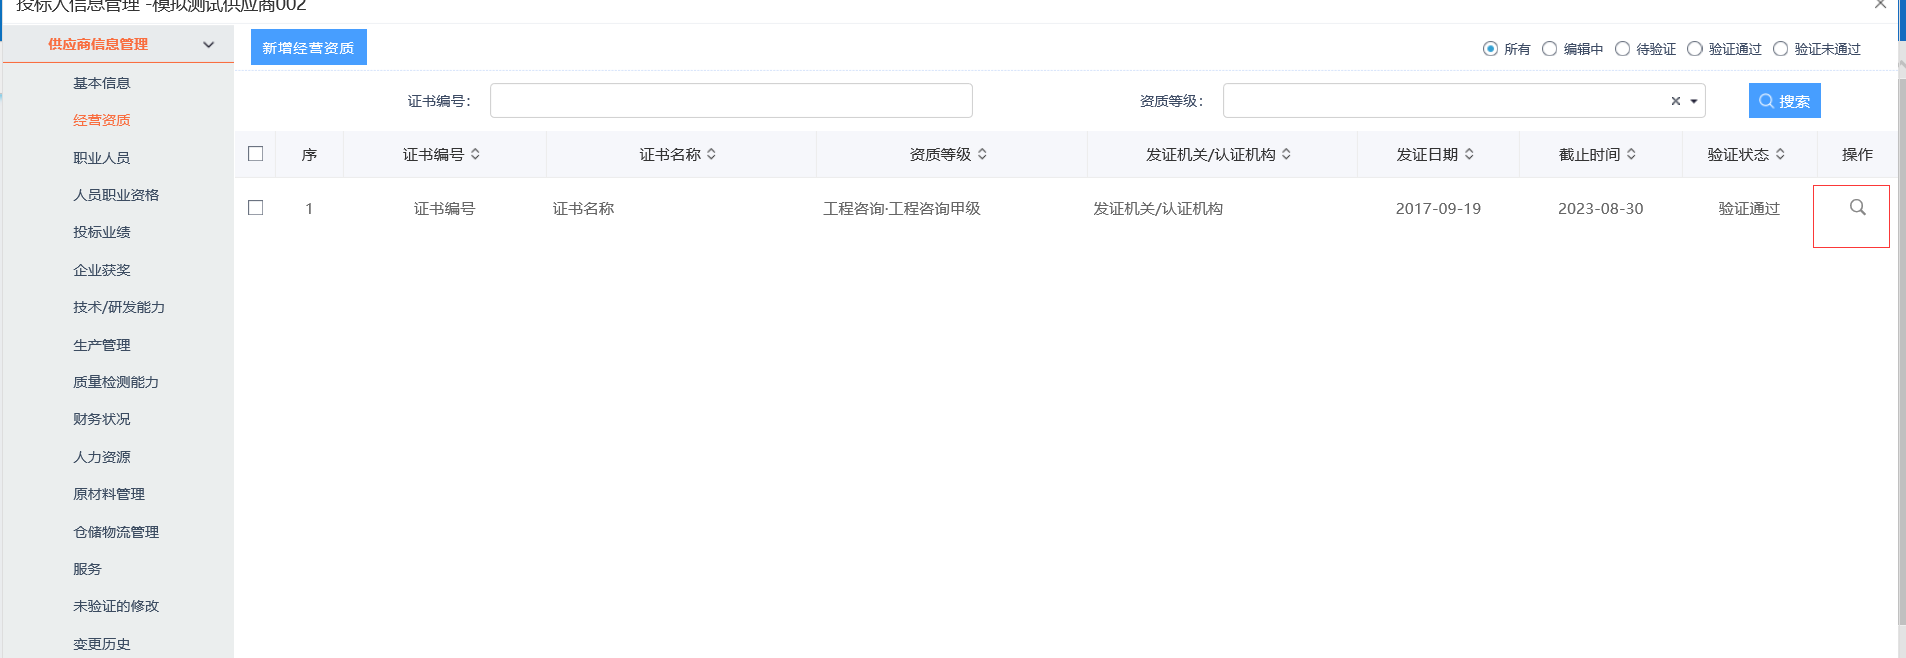 投标人信息管理 -模拟测试供应商002
供应商信息管理
基本信息
经营资质
职业人员
人员职业资格
投标业绩
企业获奖
技术/研发能力
生产管理
质量检测能力
财务状况
人力资源
原材料管理
仓储物流管理
服务
未验证的修改
变更历史
新增经营资质
所有 编辑中 待验证 验证通过 验证未通过
证书编号： 资质等级： 搜索
序 证书编号 证书名称 资质等级 发证机关/认证机构 发证日期 截止时间 验证状态 操作
1 证书编号 证书名称 工程咨询·工程咨询甲级 发证机关/认证机构 2017-09-19 2023-08-30 验证通过